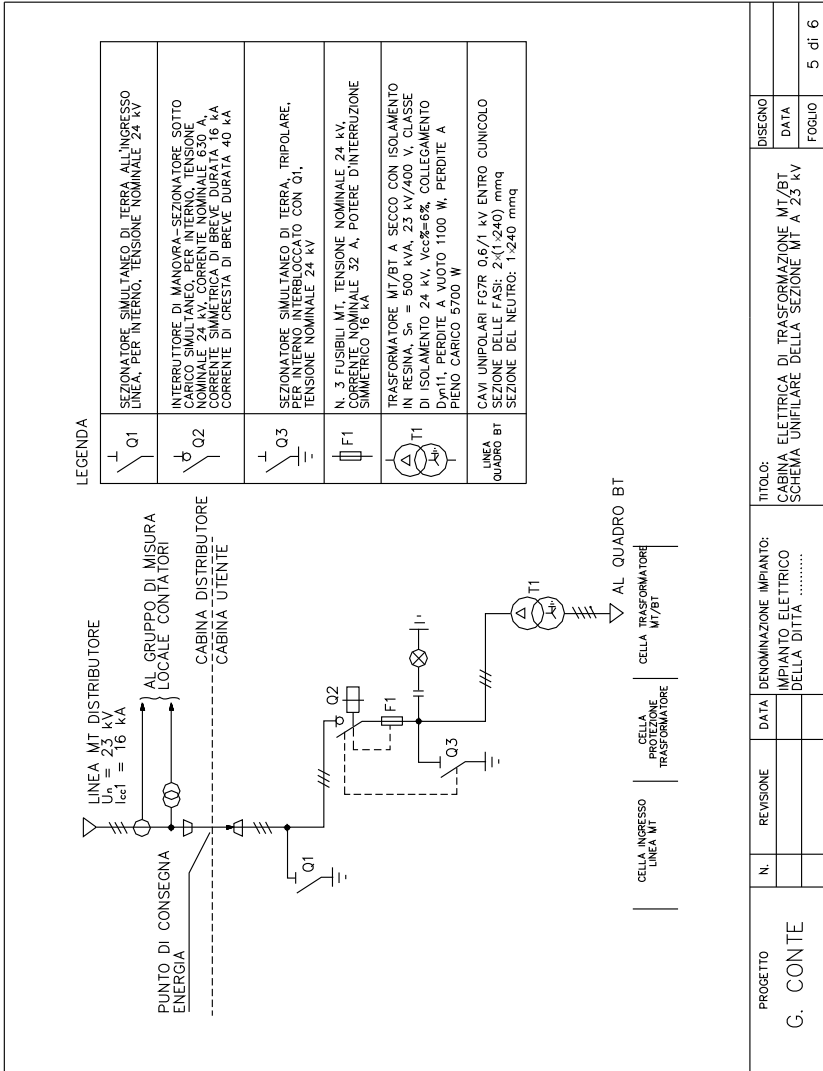 LINEA MT DISTRIBUTORE
Un = 23 kV
Icc1 = 16 kA
AL GRUPPO DI MISURA
LOCALE CONTATORI
PUNTO DI CONSEGNA
ENERGIA
CABINA DISTRIBUTORE
CABINA UTENTE
Q1
Q2
F1
Q3
T1
AL QUADRO BT
CELLA INGRESSO
LINEA MT
CELLA
PROTEZIONE
TRASFORMATORE
CELLA TRASFORMATORE
MT/BT
LEGENDA
Q1
SEZIONATORE SIMULTANEO DI TERRA ALL'INGRESSO
LINEA, PER INTERNO, TENSIONE NOMINALE 24 kV
Q2
INTERRUTTORE DI MANOVRA-SEZIONATORE SOTTO
CARICO SIMULTANEO, PER INTERNO, TENSIONE
NOMINALE 24 kV, CORRENTE NOMINALE 630 A,
CORRENTE SIMMETRICA DI BREVE DURATA 16 kA
CORRENTE DI CRESTA DI BREVE DURATA 40 kA
Q3
SEZIONATORE SIMULTANEO DI TERRA, TRIPOLARE,
PER INTERNO INTERBLOCCATO CON Q1,
TENSIONE NOMINALE 24 kV
F1
N. 3 FUSIBILI MT, TENSIONE NOMINALE 24 kV,
CORRENTE NOMINALE 32 A, POTERE D'INTERRUZIONE
SIMMETRICO 16 kA
T1
TRASFORMATORE MT/BT A SECCO CON ISOLAMENTO
IN RESINA, Sn = 500 kVA, 23 kV/400 V, CLASSE
DI ISOLAMENTO 24 kV, Vcc%=6%, COLLEGAMENTO
Dyn11, PERDITE A VUOTO 1100 W, PERDITE A
PIENO CARICO 5700 W
LINEA
QUADRO BT
CAVI UNIPOLARI FG7R 0,6/1 kV ENTRO CUNICOLO
SEZIONE DELLE FASI: 2×(1×240) mmq
SEZIONE DEL NEUTRO: 1×240 mmq
PROGETTO
G. CONTE
N.
REVISIONE
DATA
DENOMINAZIONE IMPIANTO:
IMPIANTO ELETTRICO
DELLA DITTA ..........
TITOLO:
CABINA ELETTRICA DI TRASFORMAZIONE MT/BT
SCHEMA UNIFILARE DELLA SEZIONE MT A 23 kV
DISEGNO
DATA
FOGLIO
5 di 6